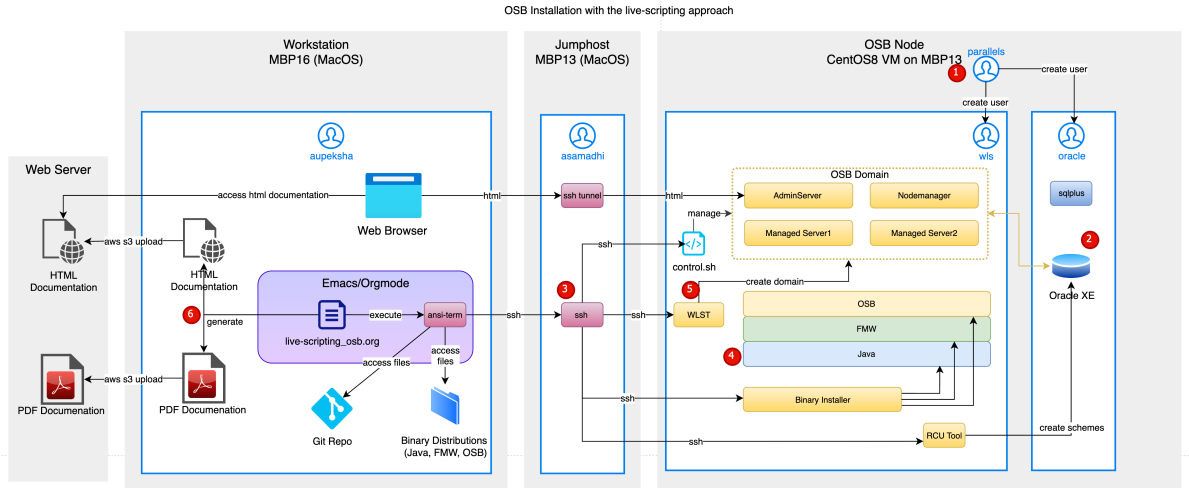 OSB Installation with the live-scripting approach
Workstation
MBP16 (MacOS)
Jumphost
MBP13 (MacOS)
OSB Node
CentOS8 VM on MBP13
parallels
1
create user
create user
aupeksha
asamadhi
wls
oracle
Web Server
OSB Domain
access html documentation
html
ssh tunnel
html
AdminServer
Nodemanager
sqlplus
Web Browser
manage
Managed Server1
Managed Server2
aws s3 upload
ssh
control.sh
2
HTML
Documentation
HTML
Documentation
Emacs/Orgmode
3
5
create domain
Oracle XE
6
generate
execute
ansi-term
ssh
ssh
ssh
WLST
OSB
FMW
live-scripting_osb.org
4
Java
access files
access
files
aws s3 upload
PDF Documenation
PDF Documenation
ssh
Binary Installer
Git Repo
Binary Distributions
(Java, FMW, OSB)
ssh
RCU Tool
create schemes